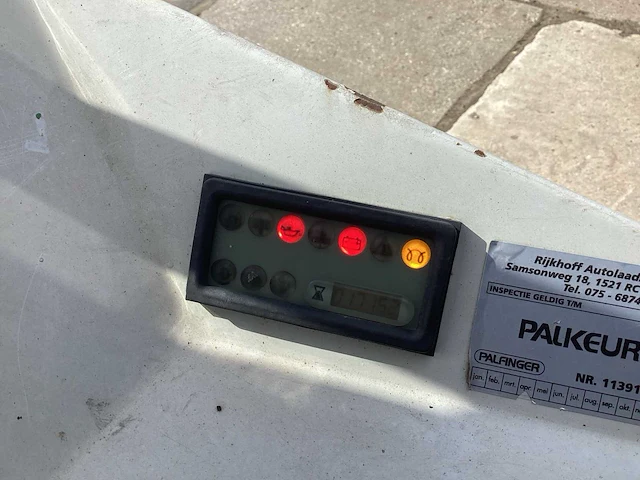 Rijkhoff Autolaad
Samsonweg 18, 1521 RC
Tel. 075 - 6874
INSPECTIE GELDIG T/M
PALKEUR
PALFINGER
NR. 11391
jan. feb. mrt. apr. mei jun. jul. aug. sep. okt.